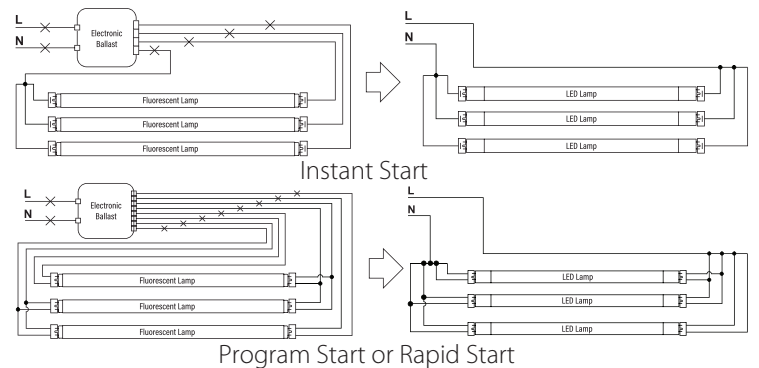 L
N
Electronic
Ballast
Fluorescent Lamp
Fluorescent Lamp
Fluorescent Lamp
L
N
LED Lamp
LED Lamp
LED Lamp
Instant Start
L
N
Electronic
Ballast
Fluorescent Lamp
Fluorescent Lamp
Fluorescent Lamp
L
N
LED Lamp
LED Lamp
LED Lamp
Program Start or Rapid Start